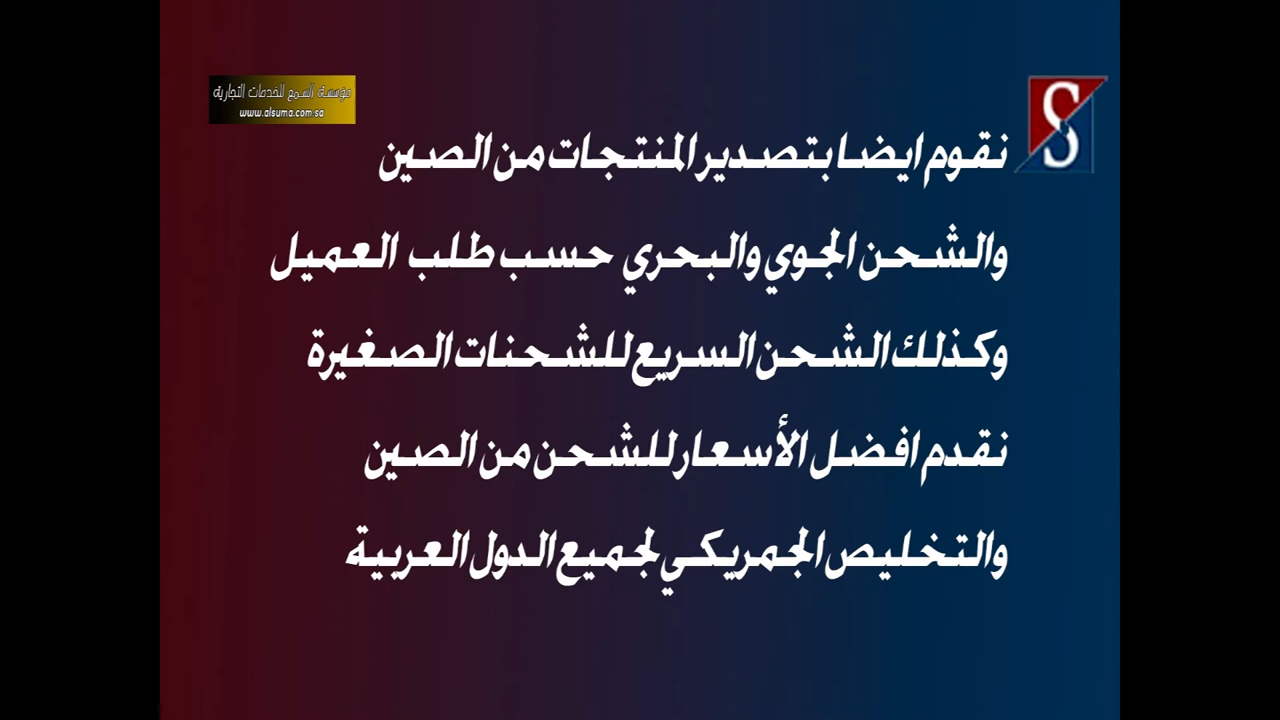 مؤسسة السمع للخدمات التجارية
www.alsuma.com.sa
S
نقوم ايضا بتصدير المنتجات من الصين
والشحن الجوي والبحري حسب طلب العميل
وكذلك الشحن السريع للشحنات الصغيرة
نقدم افضل الأسعار للشحن من الصين
والتخليص الجمريكي لجميع الدول العربية